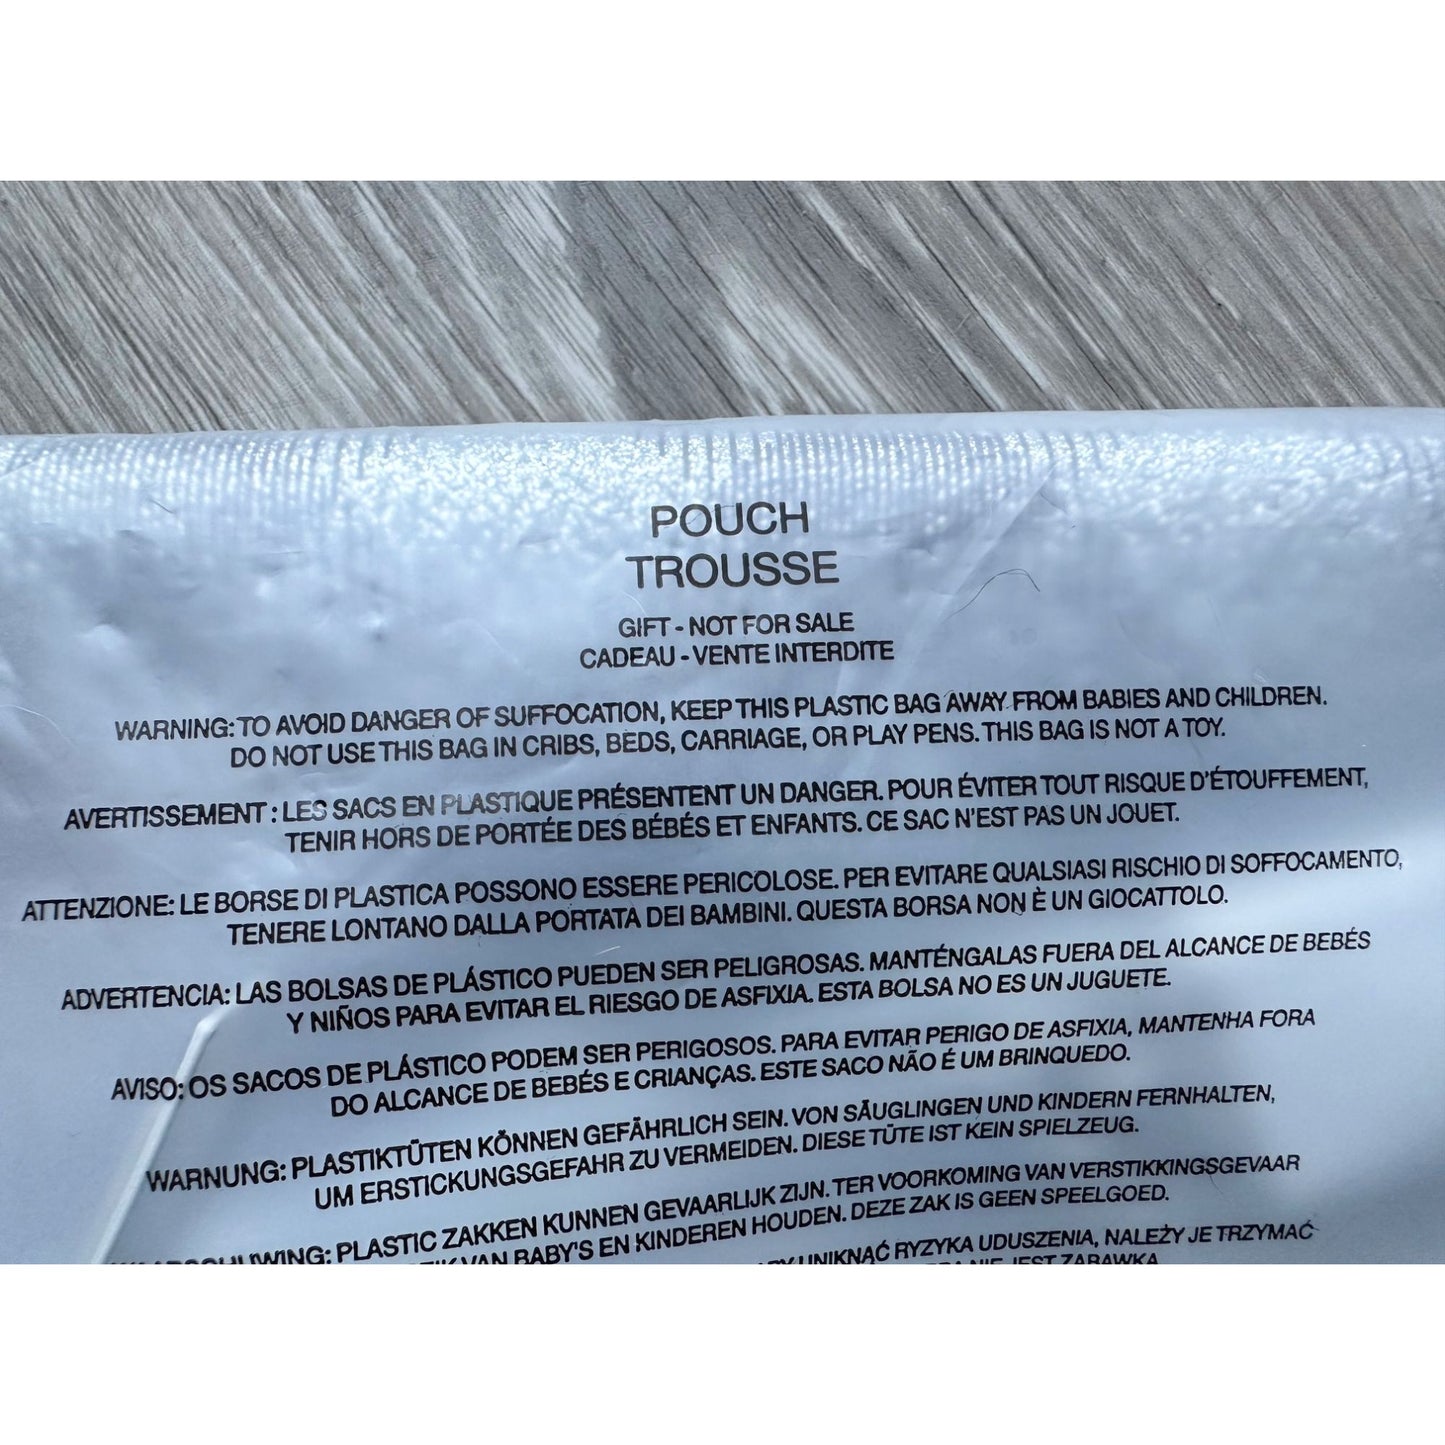 POUCH
TROUSSE
GIFT - NOT FOR SALE
CADEAU - VENTE INTERDITE
WARNING: TO AVOID DANGER OF SUFFOCATION, KEEP THIS PLASTIC BAG AWAY FROM BABIES AND CHILDREN.
DO NOT USE THIS BAG IN CRIBS, BEDS, CARRIAGE, OR PLAY PENS. THIS BAG IS NOT A TOY.
AVERTISSEMENT : LES SACS EN PLASTIQUE PRÉSENTENT UN DANGER. POUR ÉVITER TOUT RISQUE D'ÉTOUFFEMENT,
TENIR HORS DE PORTÉE DES BÉBÉS ET ENFANTS. CE SAC N'EST PAS UN JOUET.
ATTENZIONE: LE BORSE DI PLASTICA POSSONO ESSERE PERICOLOSE. PER EVITARE QUALSIASI RISCHIO DI SOFFOCAMENTO,
TENERE LONTANO DALLA PORTATA DEI BAMBINI. QUESTA BORSA NON È UN GIOCATTOLO.
ADVERTENCIA: LAS BOLSAS DE PLÁSTICO PUEDEN SER PELIGROSAS. MANTÉNGALAS FUERA DEL ALCANCE DE BEBÉS
Y NIÑOS PARA EVITAR EL RIESGO DE ASFIXIA. ESTA BOLSA NO ES UN JUGUETE.
AVISO: OS SACOS DE PLÁSTICO PODEM SER PERIGOSOS. PARA EVITAR PERIGO DE ASFIXIA, MANTENHA FORA
DO ALCANCE DE BEBÉS E CRIANÇAS. ESTE SACO NÃO É UM BRINQUEDO.
WARNUNG: PLASTIKTÜTEN KÖNNEN GEFÄHRLICH SEIN. VON SÄUGLINGEN UND KINDERN FERNHALTEN,
UM ERSTICKUNGSGEFAHR ZU VERMEIDEN. DIESE TÜTE IST KEIN SPIELZEUG.
PLASTIC ZAKKEN KUNNEN GEVAARLIJK ZIJN. TER VOORKOMING VAN VERSTIKKINGSGEVAAR
VAN BABY'S EN KINDEREN HOUDEN. DEZE ZAK IS GEEN SPEELGOED.
UNIKNĄĆ RYZYKA UDUSZENIA, NALEŻY JE TRZYMAĆ
NIE JEST ZABAWKĄ